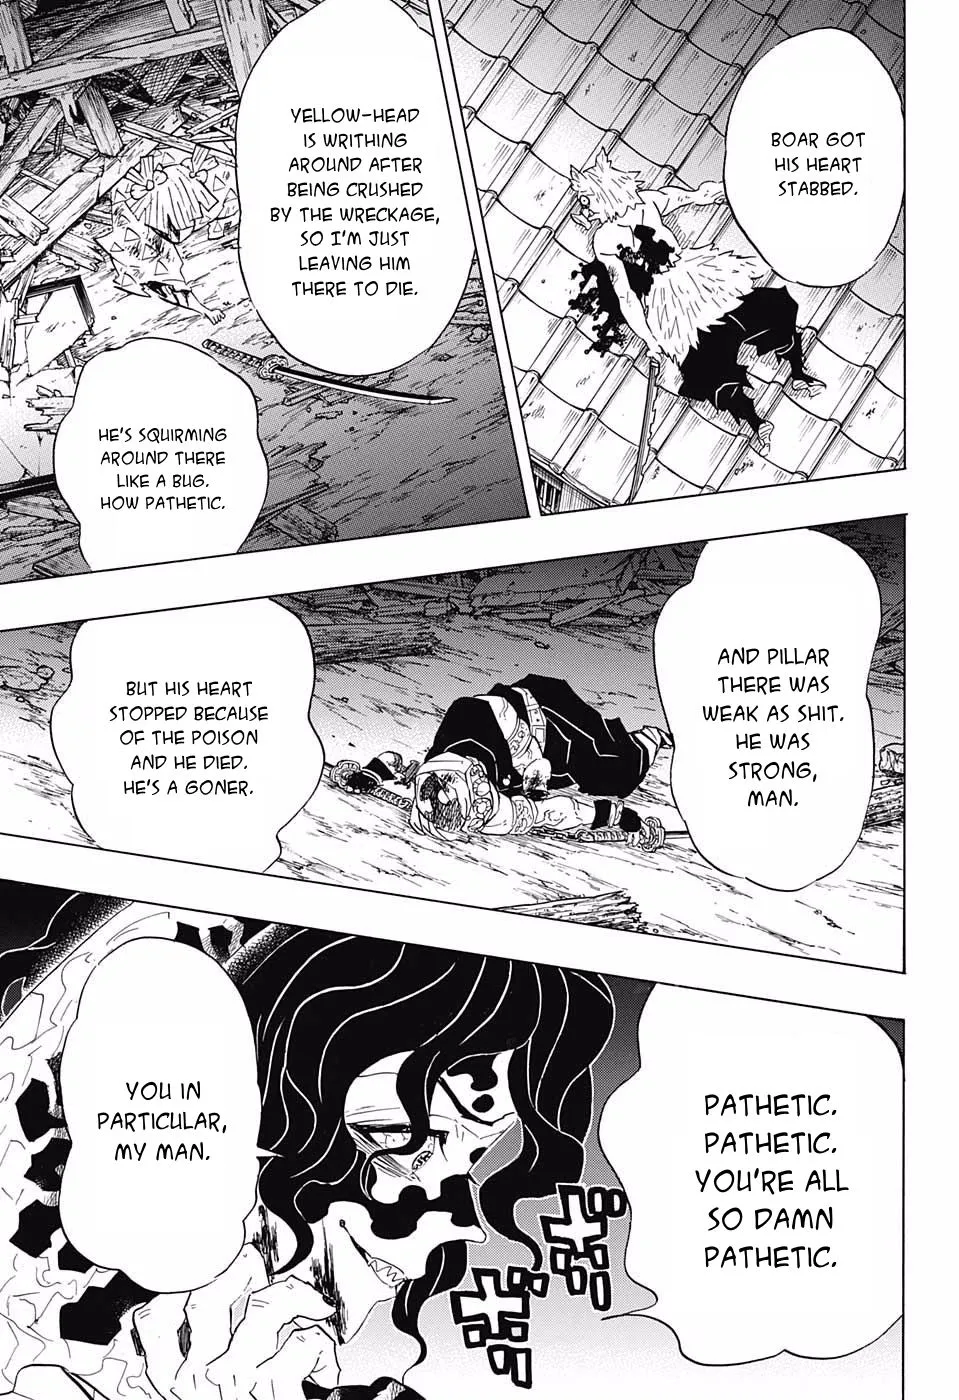 BOAR GOT
HIS HEART
STABBED.
YELLOW-HEAD
IS WRITHING
AROUND AFTER
BEING CRUSHED
BY THE WRECKAGE,
SO I'M JUST
LEAVING HIM
THERE TO DIE.
HE'S SQUIRMING
AROUND THERE
LIKE A BUG.
HOW PATHETIC.
AND PILLAR
THERE WAS
WEAK AS SHIT.
HE WAS
STRONG,
MAN.
BUT HIS HEART
STOPPED BECAUSE
OF THE POISON
AND HE DIED.
HE'S A GONER.
PATHETIC.
PATHETIC.
YOU'RE ALL
SO DAMN
PATHETIC.
YOU IN
PARTICULAR,
MY MAN.